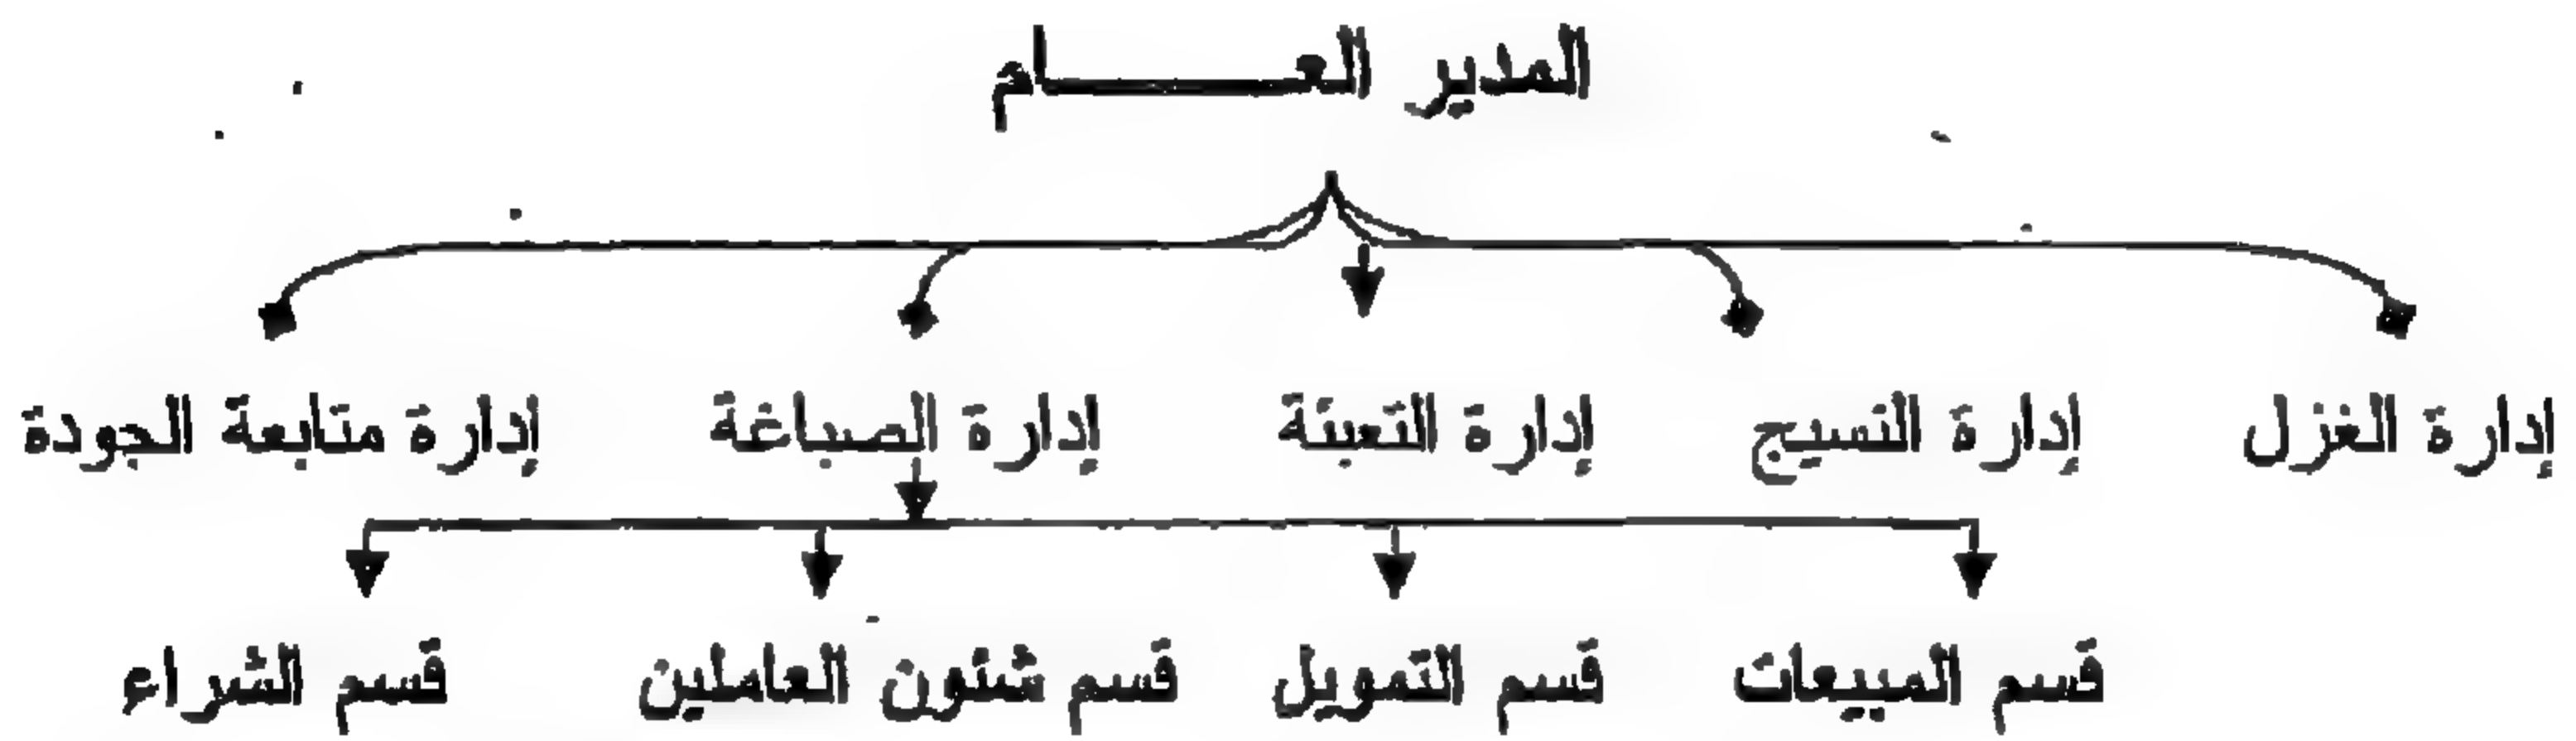 المدير العـــــــام
إدارة الغزل إدارة النسيج إدارة التعبئة إدارة الصباغة إدارة متابعة الجودة
قسم المبيعات قسم التمويل قسم شئون العاملين قسم الشراء